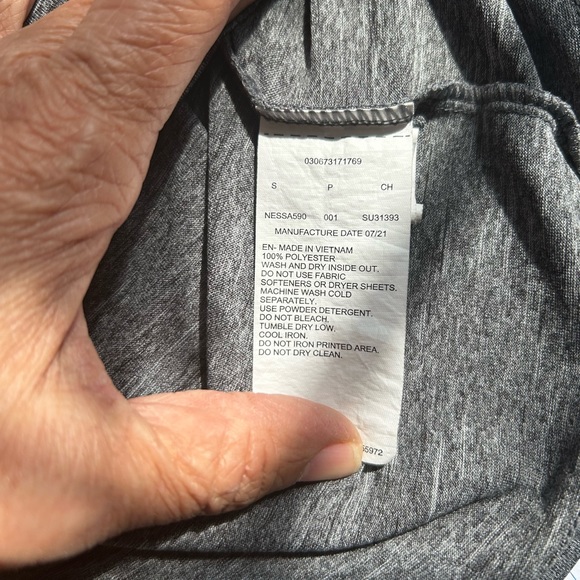 030673171769
S P CH
NESSA590 001 SU31393
MANUFACTURE DATE 07/21
EN- MADE IN VIETNAM
100% POLYESTER
WASH AND DRY INSIDE OUT.
DO NOT USE FABRIC
SOFTENERS OR DRYER SHEETS.
MACHINE WASH COLD
SEPARATELY.
USE POWDER DETERGENT.
DO NOT BLEACH.
TUMBLE DRY LOW.
COOL IRON.
DO NOT IRON PRINTED AREA.
DO NOT DRY CLEAN.
5972